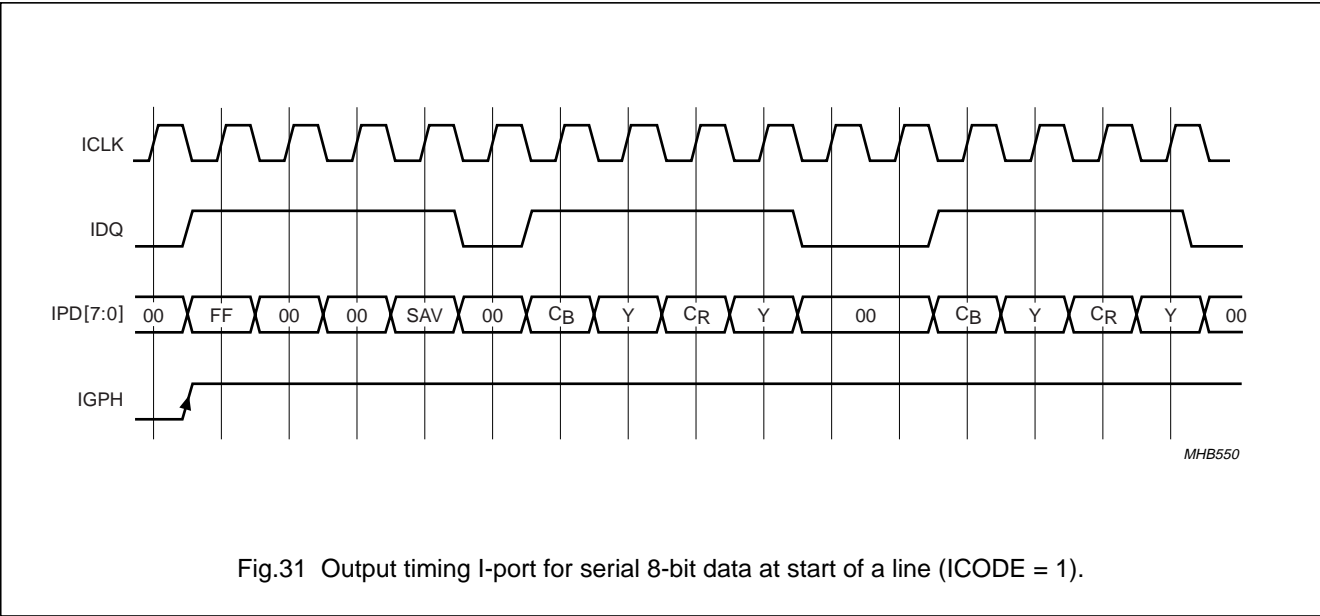 ICLK
IDQ
IPD[7:0] 00 FF 00 00 SAV 00 CB Y CR Y 00 CB Y CR Y 00
IGPH
MHB550
Fig.31 Output timing I-port for serial 8-bit data at start of a line (ICODE = 1).